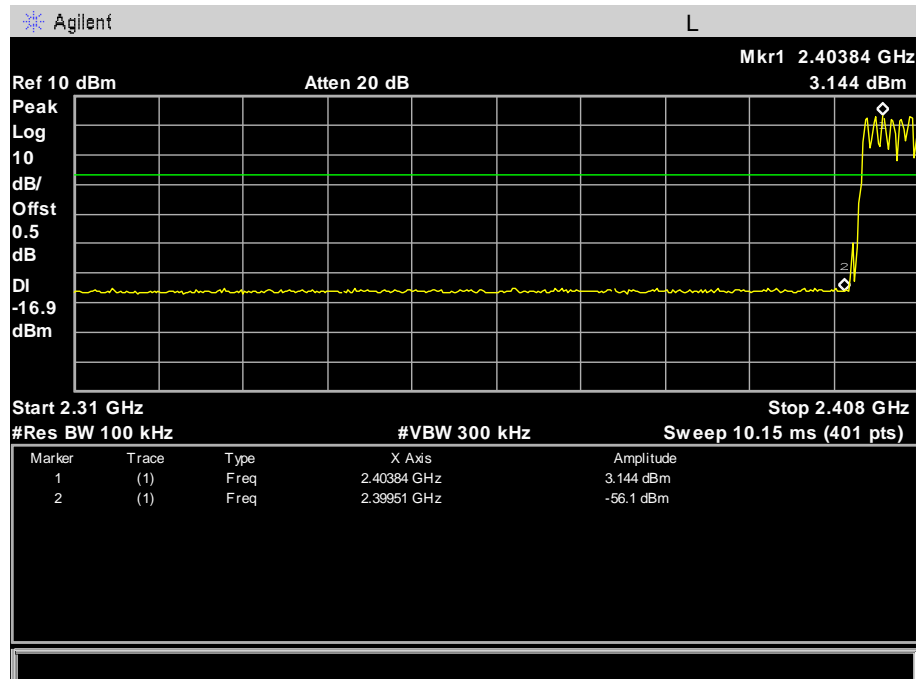 Agilent L
Mkr1 2.40384 GHz
Ref 10 dBm Atten 20 dB 3.144 dBm
Peak
Log
10
dB/
Offst
0.5
dB
DI
-16.9
dBm
1
2
Start 2.31 GHz Stop 2.408 GHz
#Res BW 100 kHz #VBW 300 kHz Sweep 10.15 ms (401 pts)
Marker Trace Type X Axis Amplitude
1 (1) Freq 2.40384 GHz 3.144 dBm
2 (1) Freq 2.39951 GHz -56.1 dBm